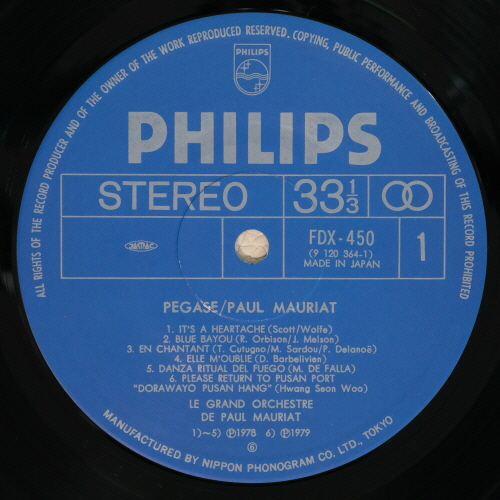 ALL RIGHTS OF THE RECORD PRODUCER AND OF THE OWNER OF THE WORK REPRODUCED RESERVED. COPYING, PUBLIC PERFORMANCE AND BROADCASTING OF THIS RECORD PROHIBITED
PHILIPS
PHILIPS
STEREO 33 1/3
FDX-450
(9 120 364-1)
MADE IN JAPAN
1
PEGASE/PAUL MAURIAT
1. IT'S A HEARTACHE (Scott/Wolfe)
2. BLUE BAYOU (R. Orbison/J. Melson)
3. EN CHANTANT (T. Cutugno/M. Sardou/P. Delanoë)
4. ELLE M'OUBLIE (D. Barbelivien)
5. DANZA RITUAL DEL FUEGO (M. DE FALLA)
6. PLEASE RETURN TO PUSAN PORT
"DORAWAYO PUSAN HANG" (Hwang Seon Woo)
LE GRAND ORCHESTRE
DE PAUL MAURIAT
1)~5) Ⓟ1978 6) Ⓟ1979
⑥
MANUFACTURED BY NIPPON PHONOGRAM CO. LTD., TOKYO